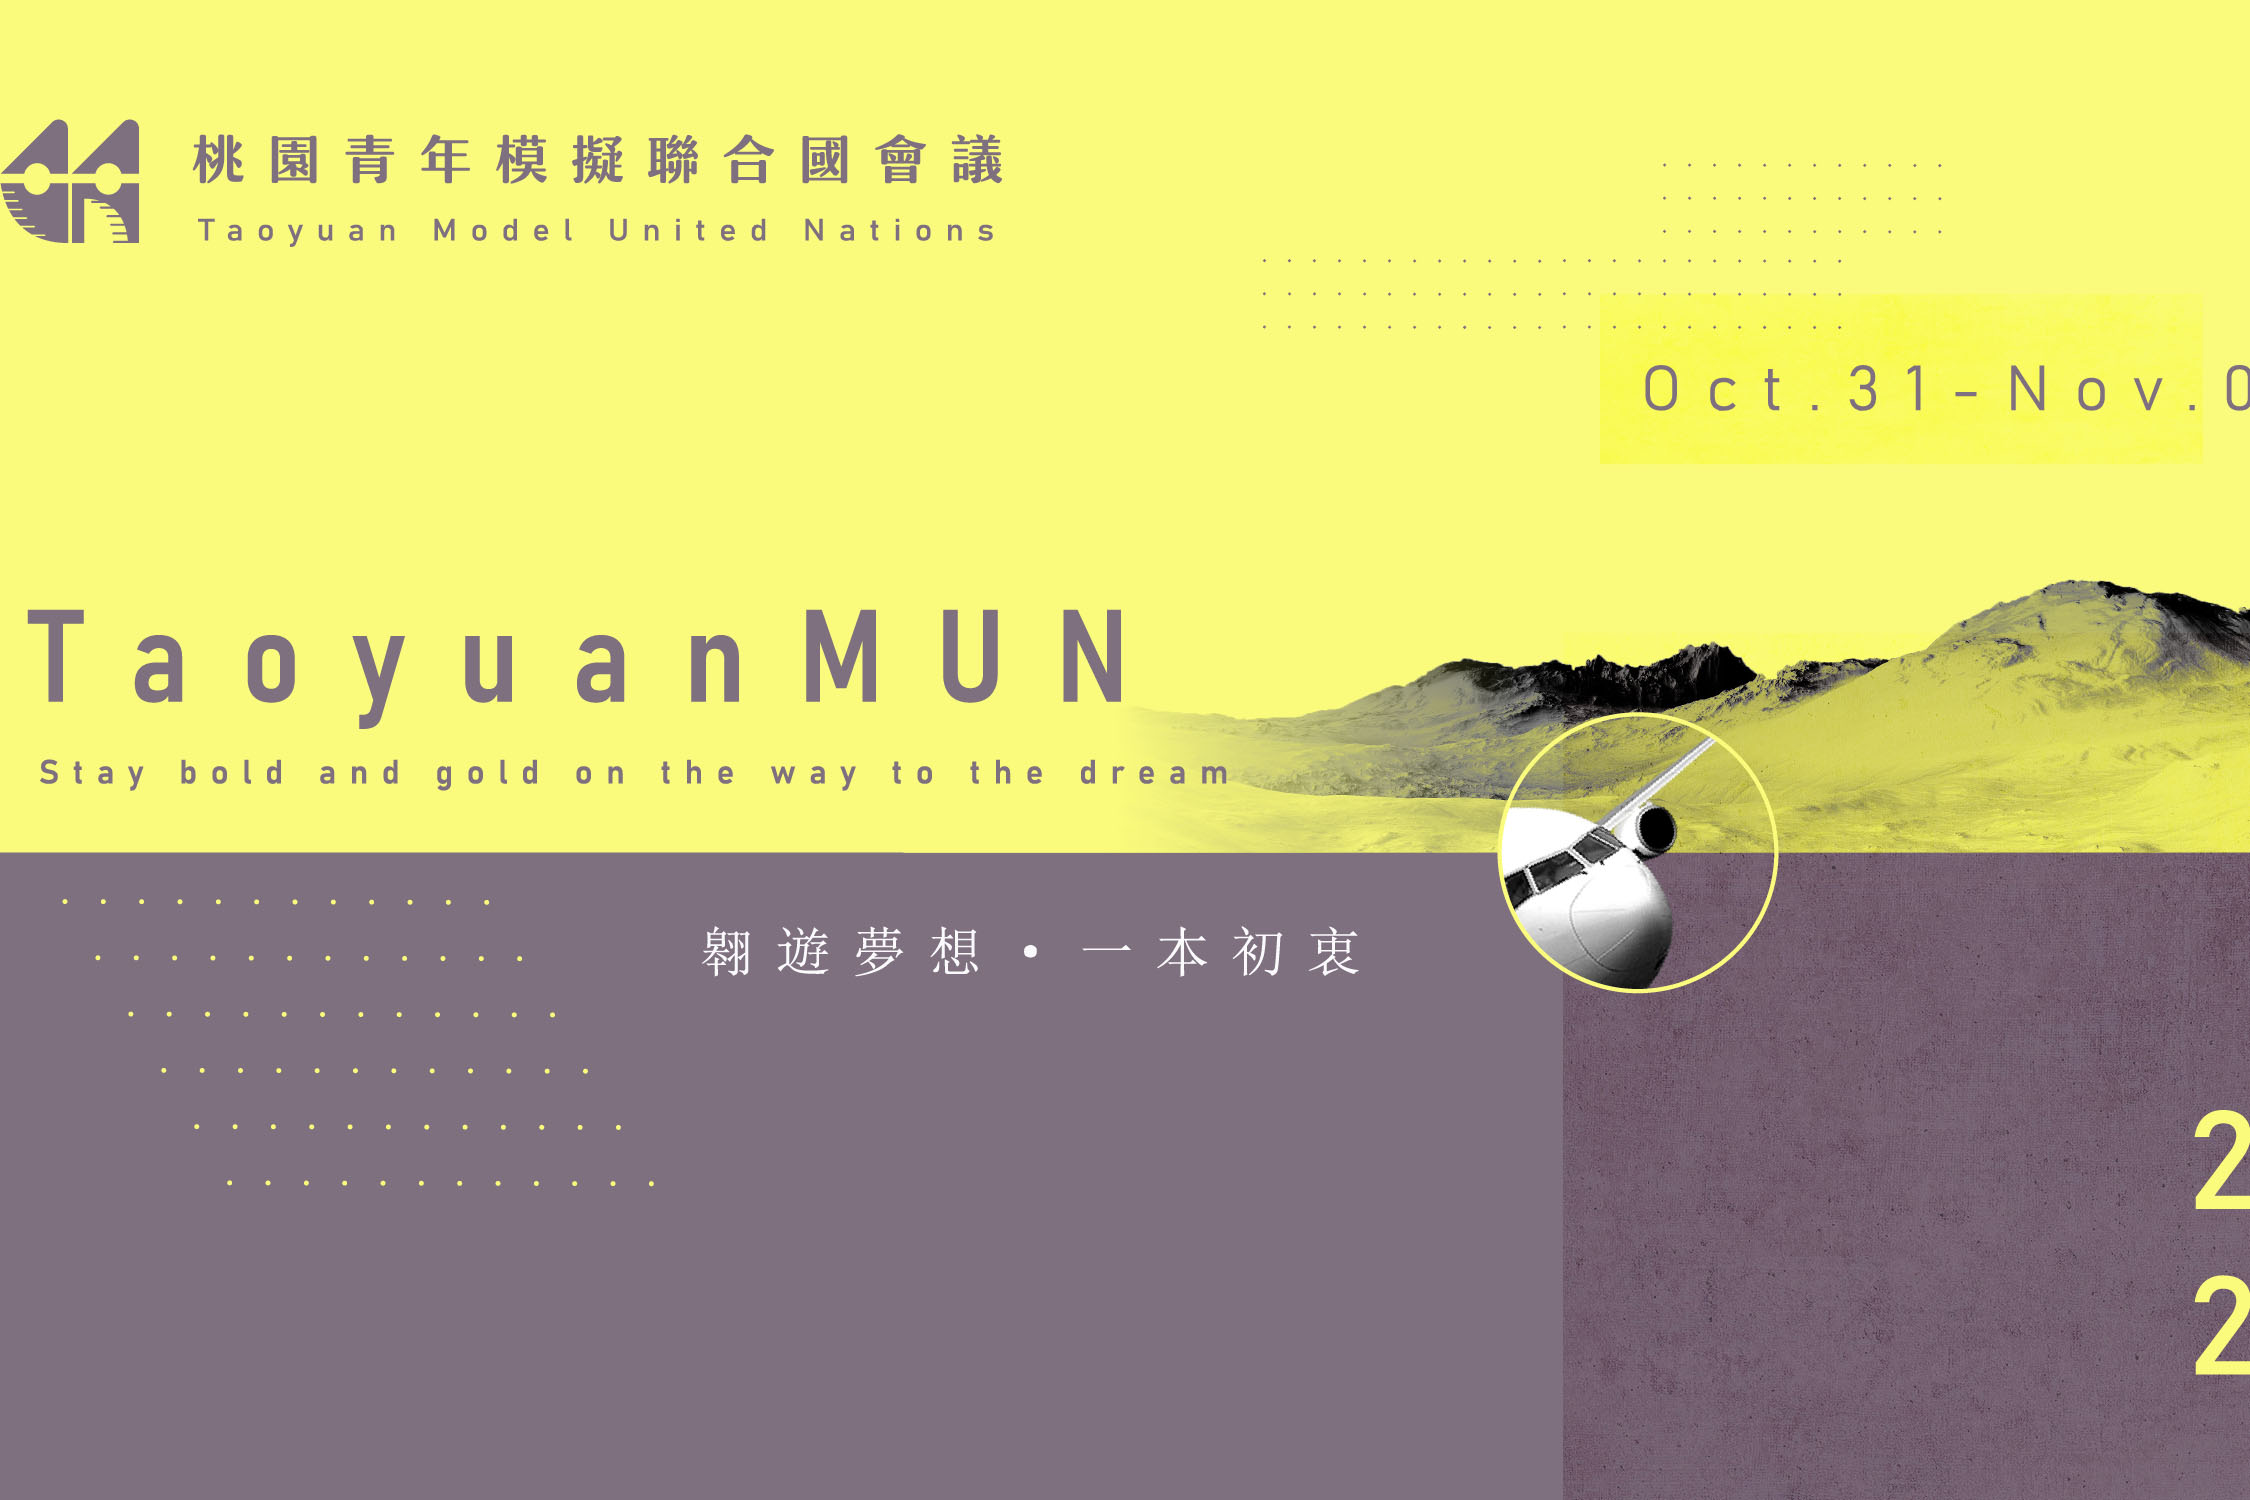 桃園青年模擬聯合國會議
Taoyuan Model United Nations
Oct.31-Nov.0
TaoyuanMUN
Stay bold and gold on the way to the dream
翱遊夢想・一本初衷
2
2